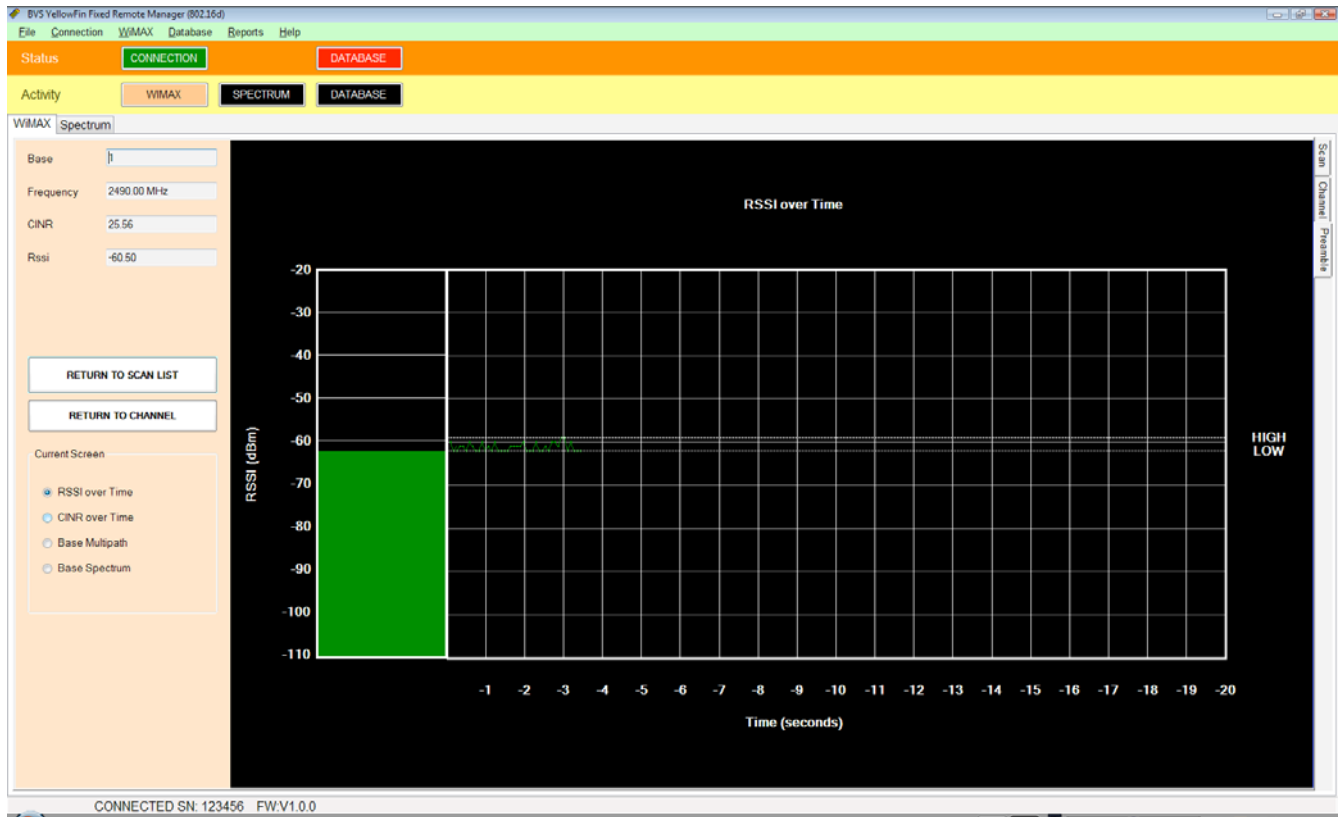 BVS YellowFin Fixed Remote Manager (802.16d)
File Connection WiMAX Database Reports Help
Status CONNECTION DATABASE
Activity WIMAX SPECTRUM DATABASE
WiMAX Spectrum
Base 1
Frequency 2490.00 MHz
CINR 25.56
Rssi -60.50
RETURN TO SCAN LIST
RETURN TO CHANNEL
Current Screen
RSSI over Time
CINR over Time
Base Multipath
Base Spectrum
RSSI over Time
RSSI (dBm)
-20
-30
-40
-50
-60
-70
-80
-90
-100
-110
HIGH
LOW
-1 -2 -3 -4 -5 -6 -7 -8 -9 -10 -11 -12 -13 -14 -15 -16 -17 -18 -19 -20
Time (seconds)
Scan
Channel
Preamble
CONNECTED SN: 123456 FW:V1.0.0